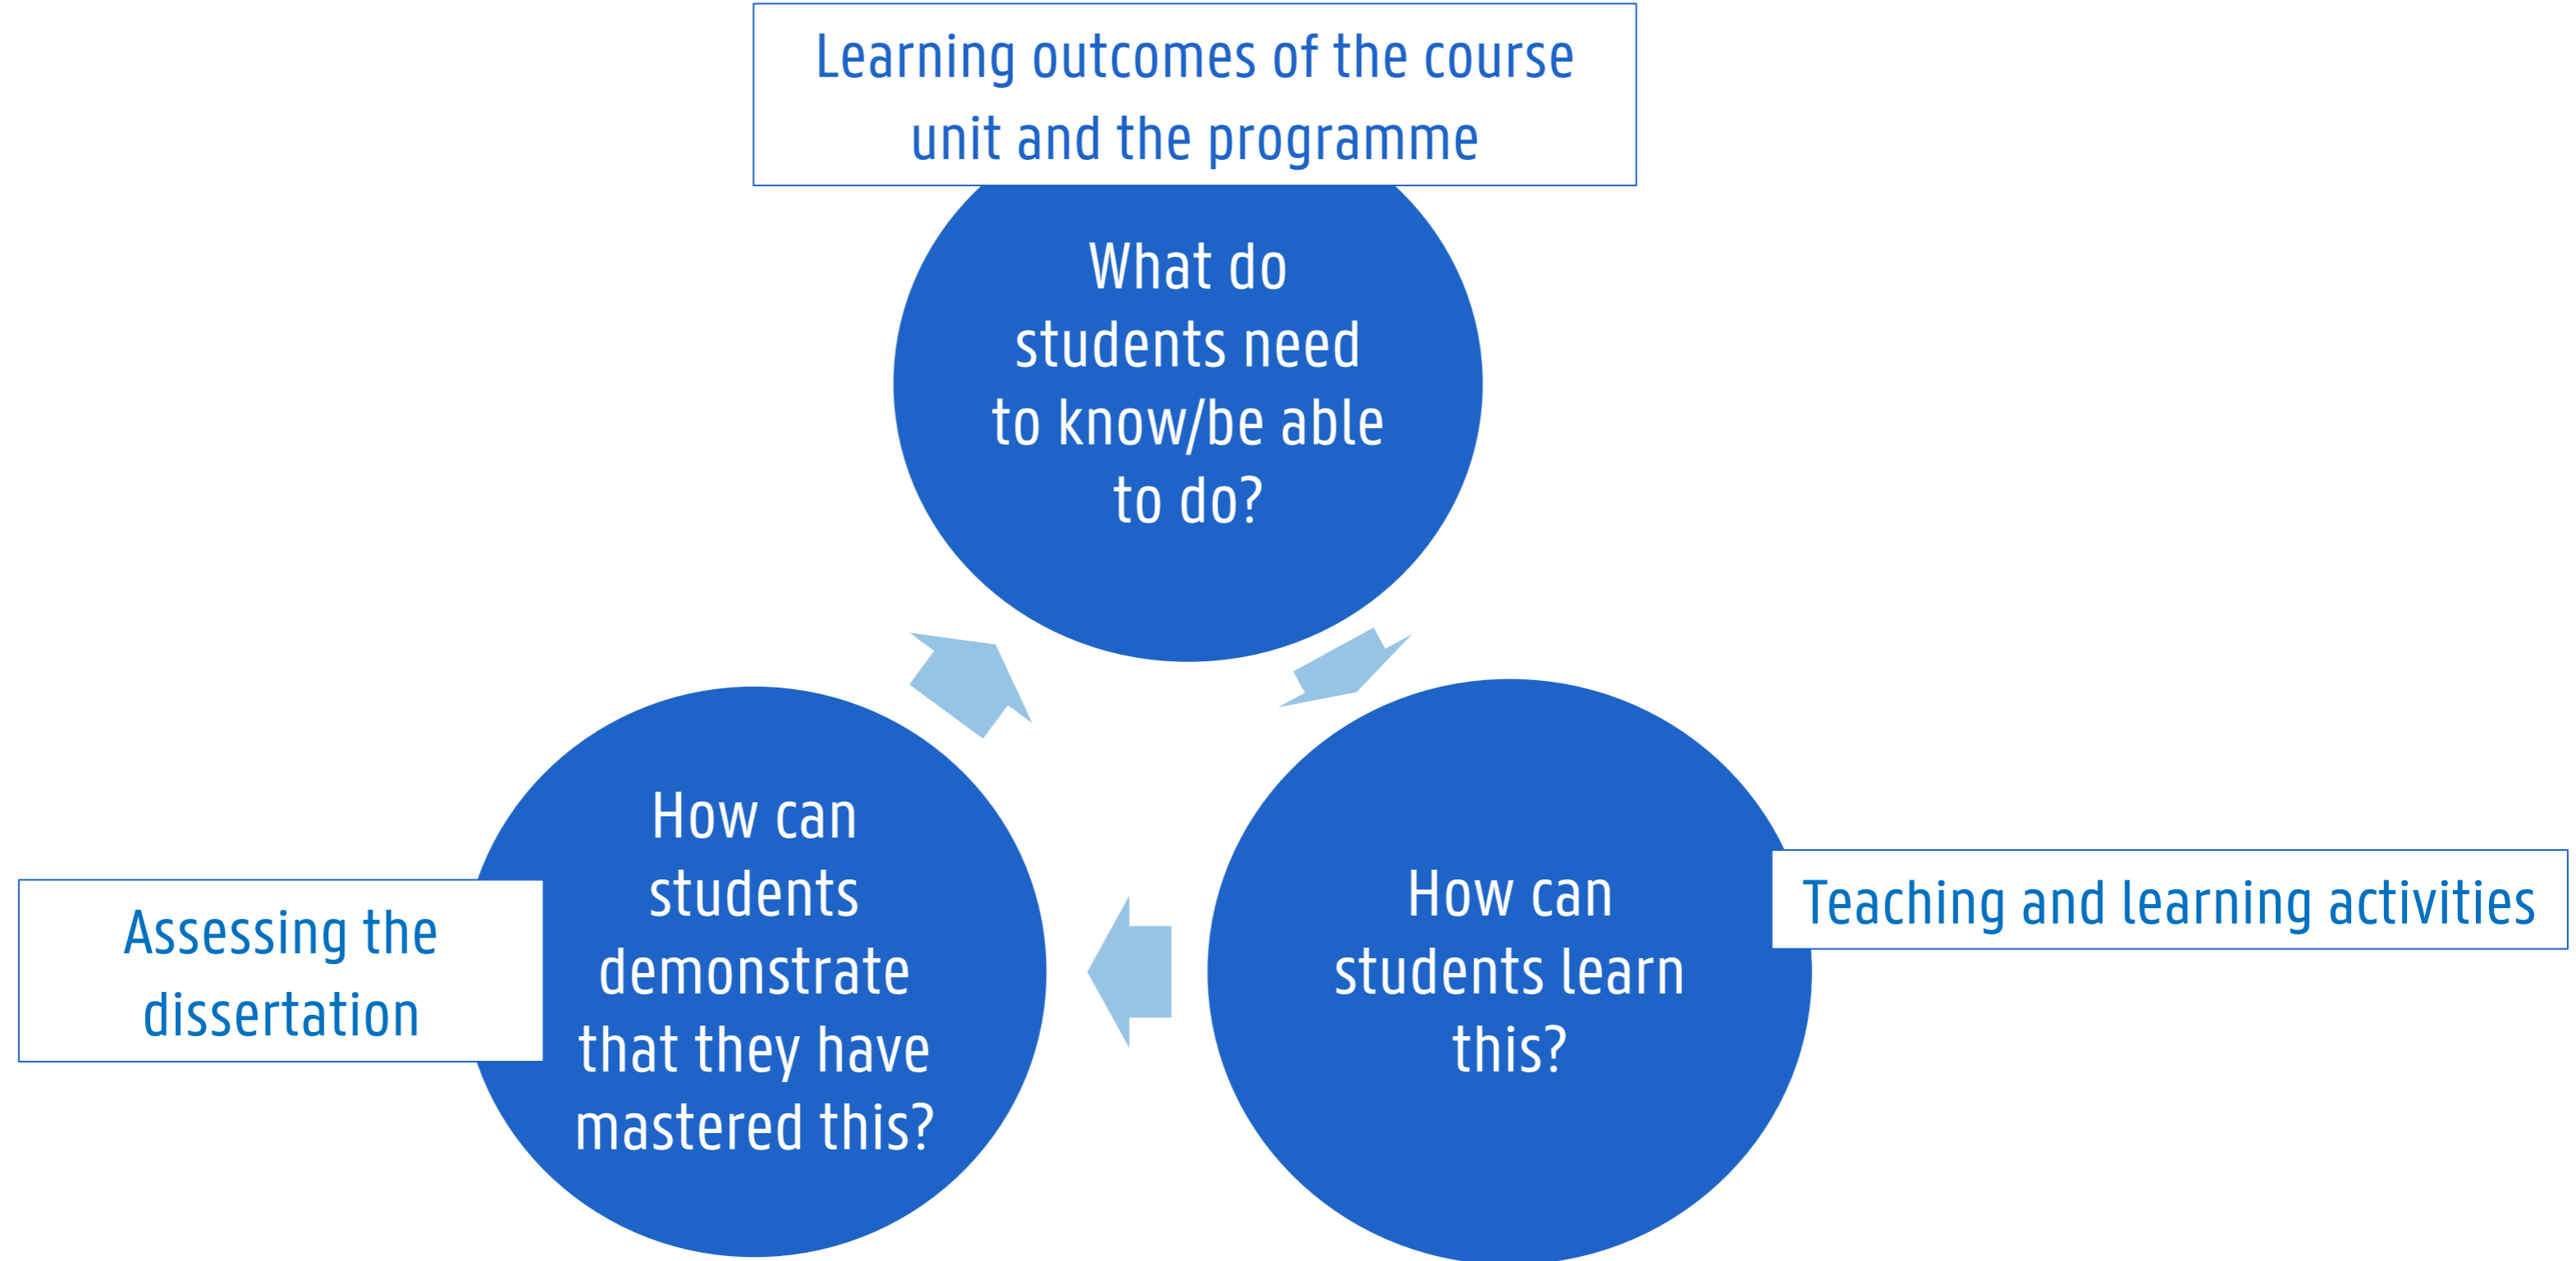 Learning outcomes of the course
unit and the programme
What do
students need
to know/be able
to do?
How can
students
demonstrate
that they have
mastered this?
Assessing the
dissertation
How can
students learn
this?
Teaching and learning activities